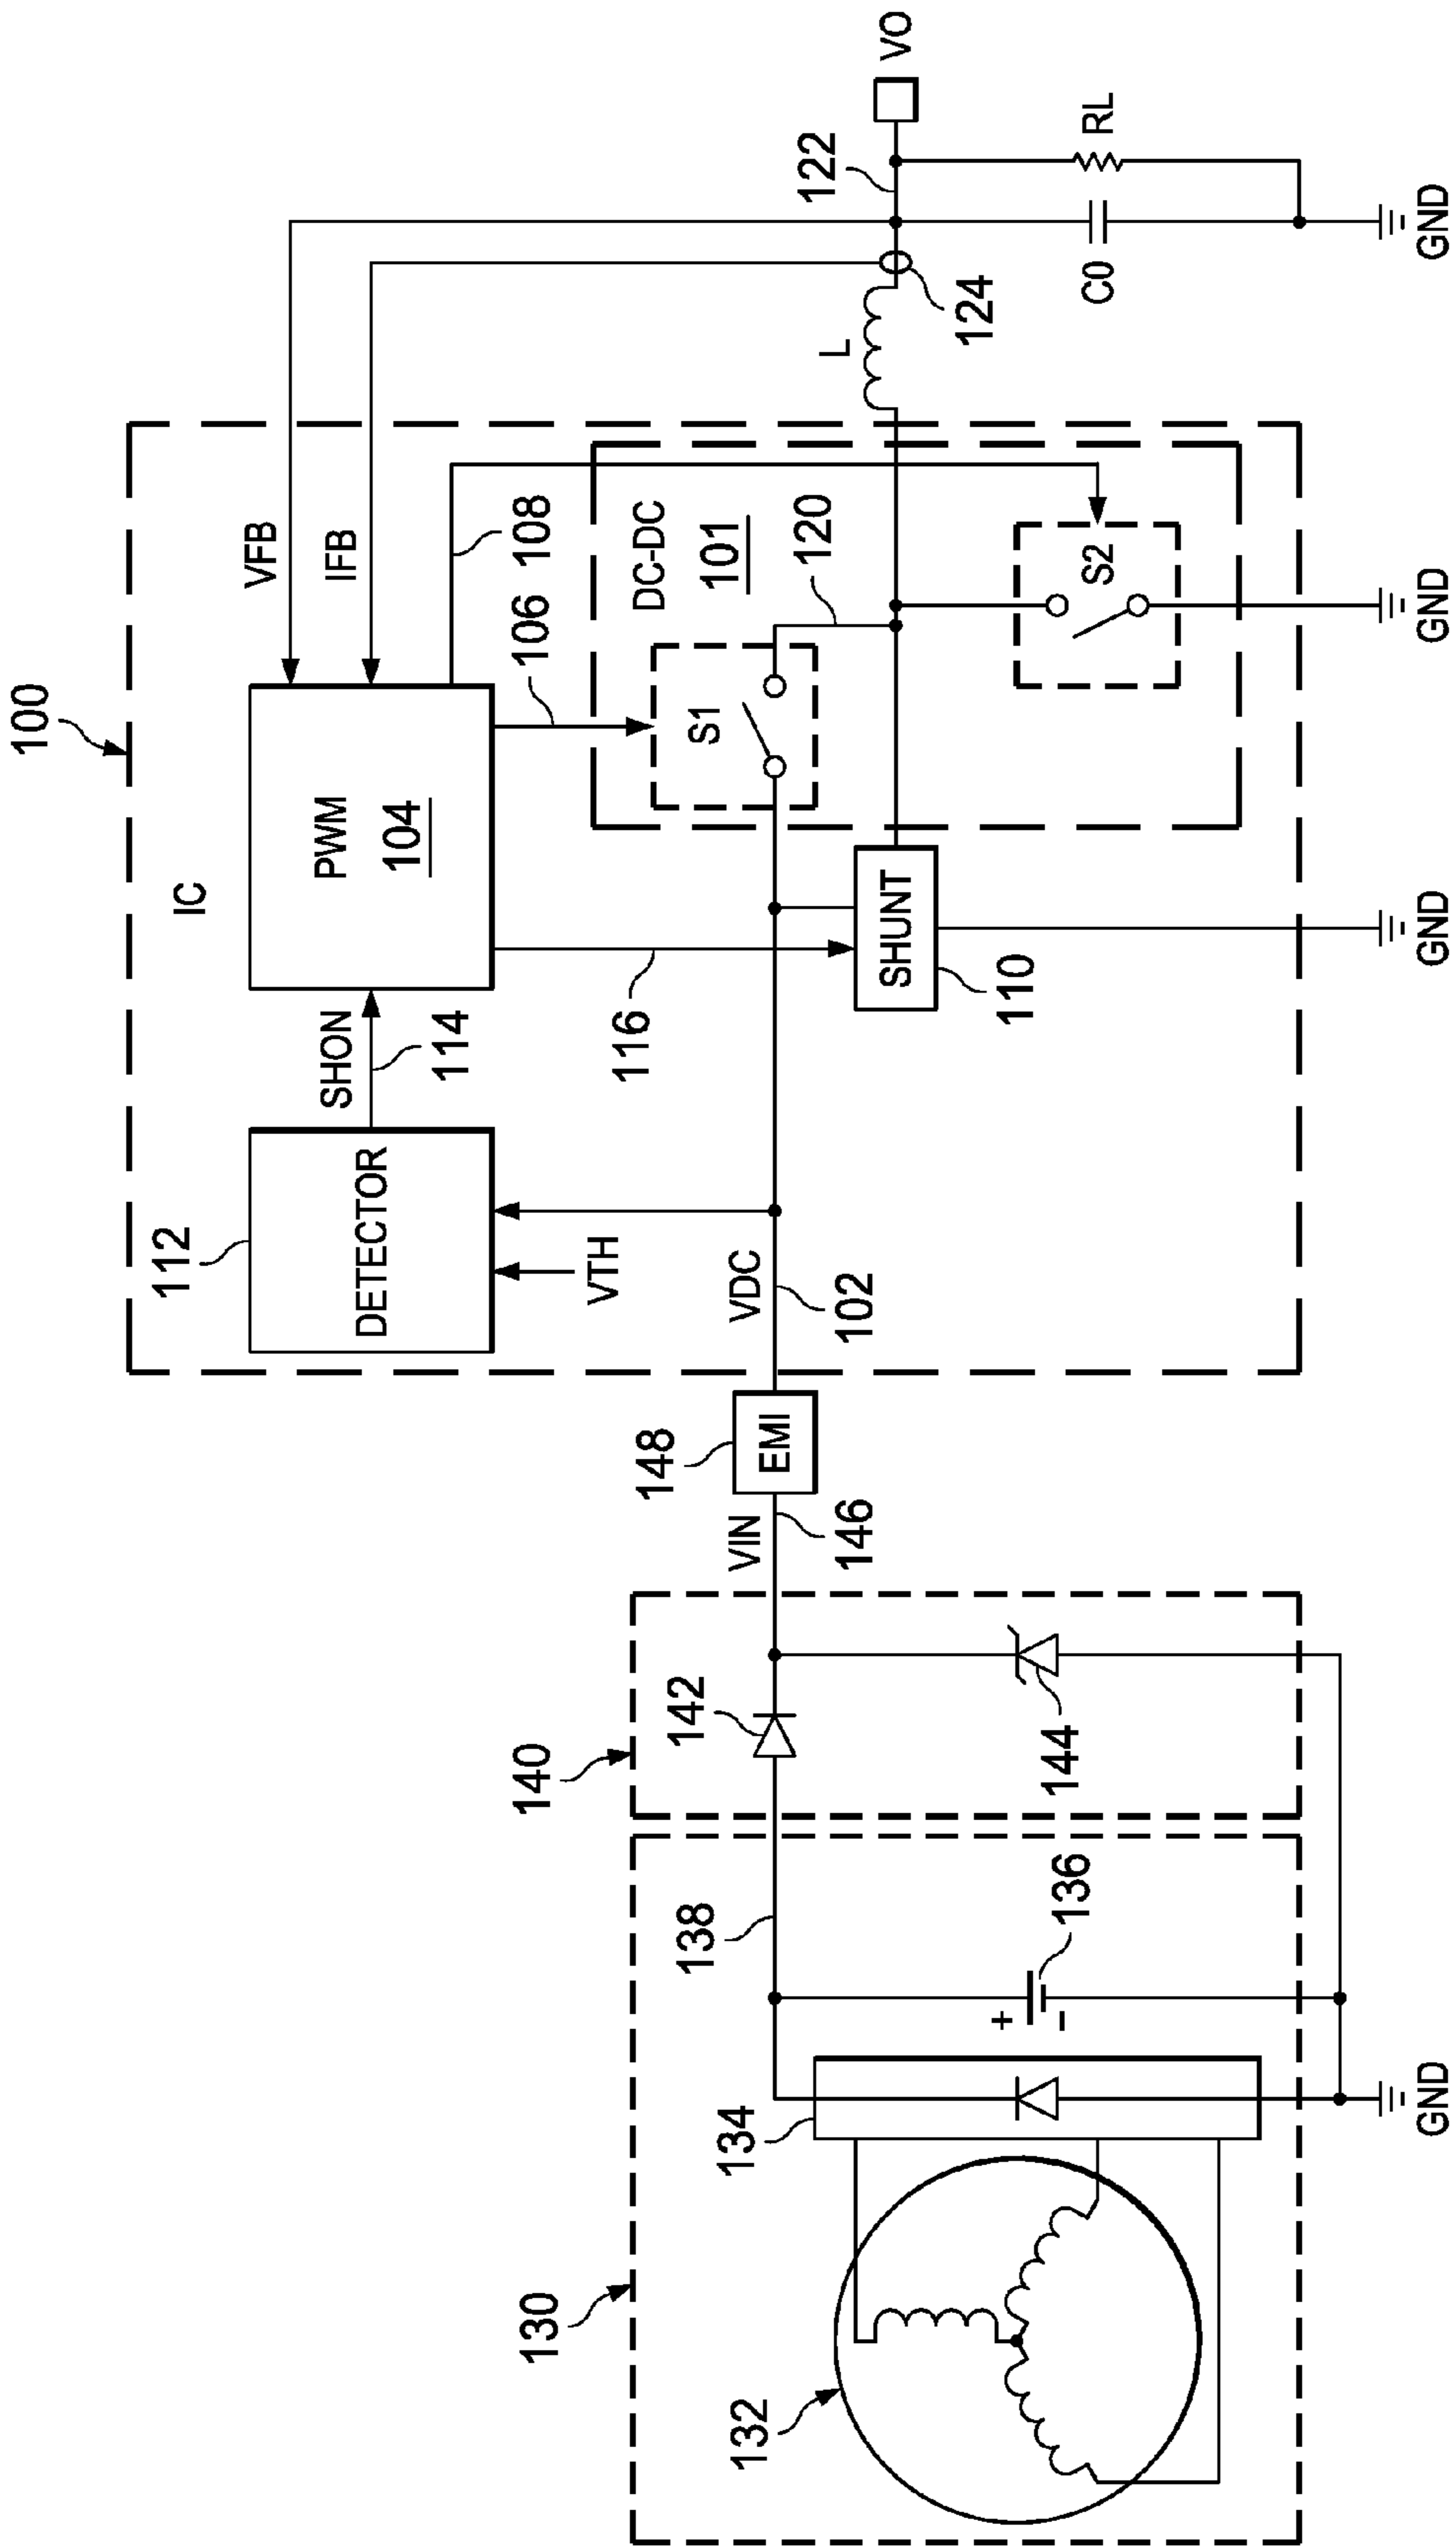 100
IC
VFB
IFB
112
DETECTOR
SHON
114
PWM
104
108
106
116
VTH
DC-DC
101
S1
120
130
140
148
146
VIN
EMI
VDC
102
138
142
L
122
VO
124
132
134
136
+
-
144
SHUNT
110
S2
C0
RL
GND
GND
GND
GND